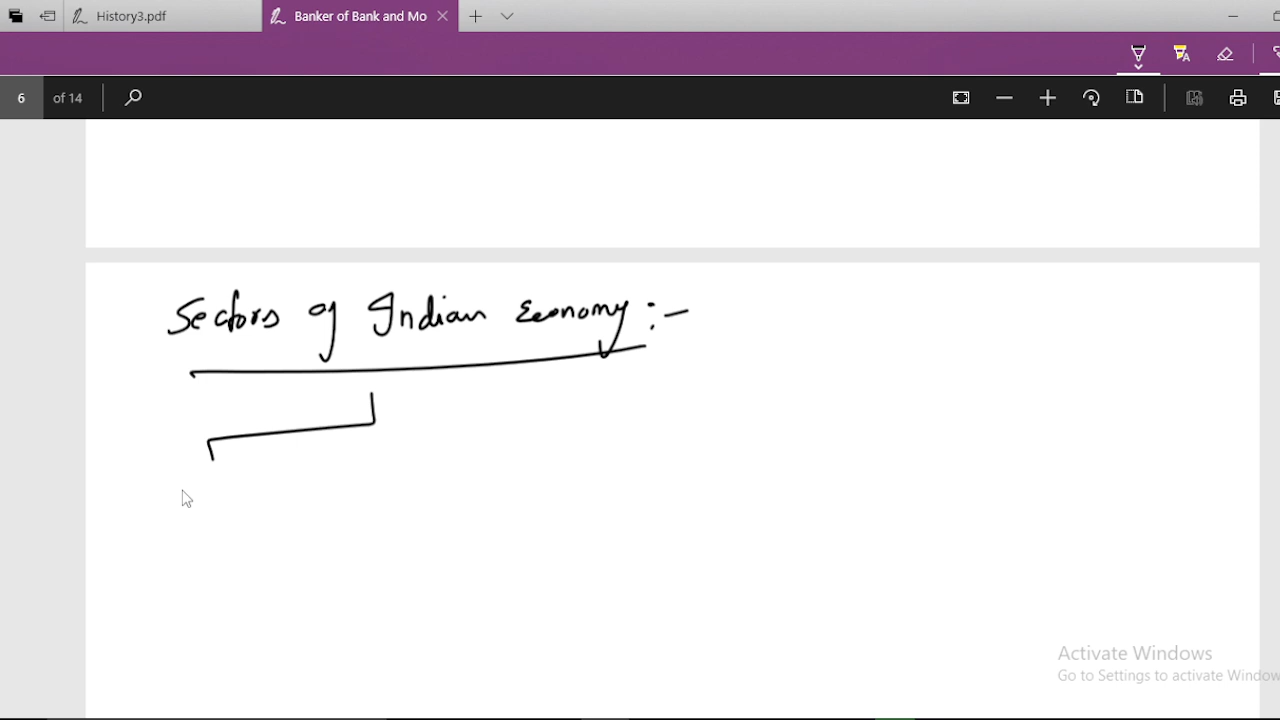 History3.pdf
Banker of Bank and Mo
6 of 14
Sectors of Indian Economy :-
Activate Windows
Go to Settings to activate Window